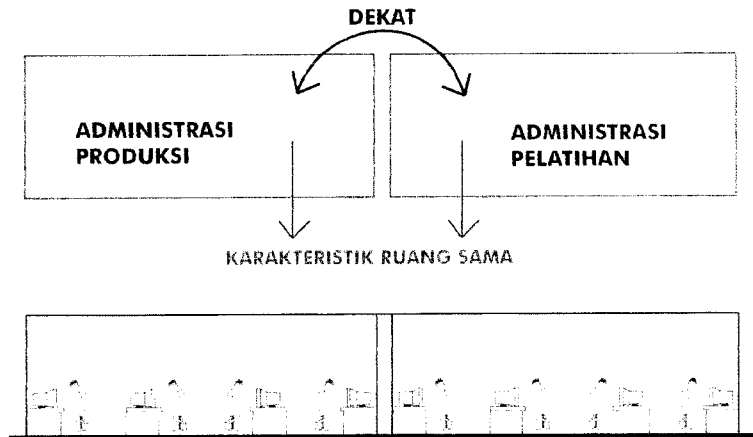 DEKAT
ADMINISTRASI
PRODUKSI
ADMINISTRASI
PELATIHAN
KARAKTERISTIK RUANG SAMA